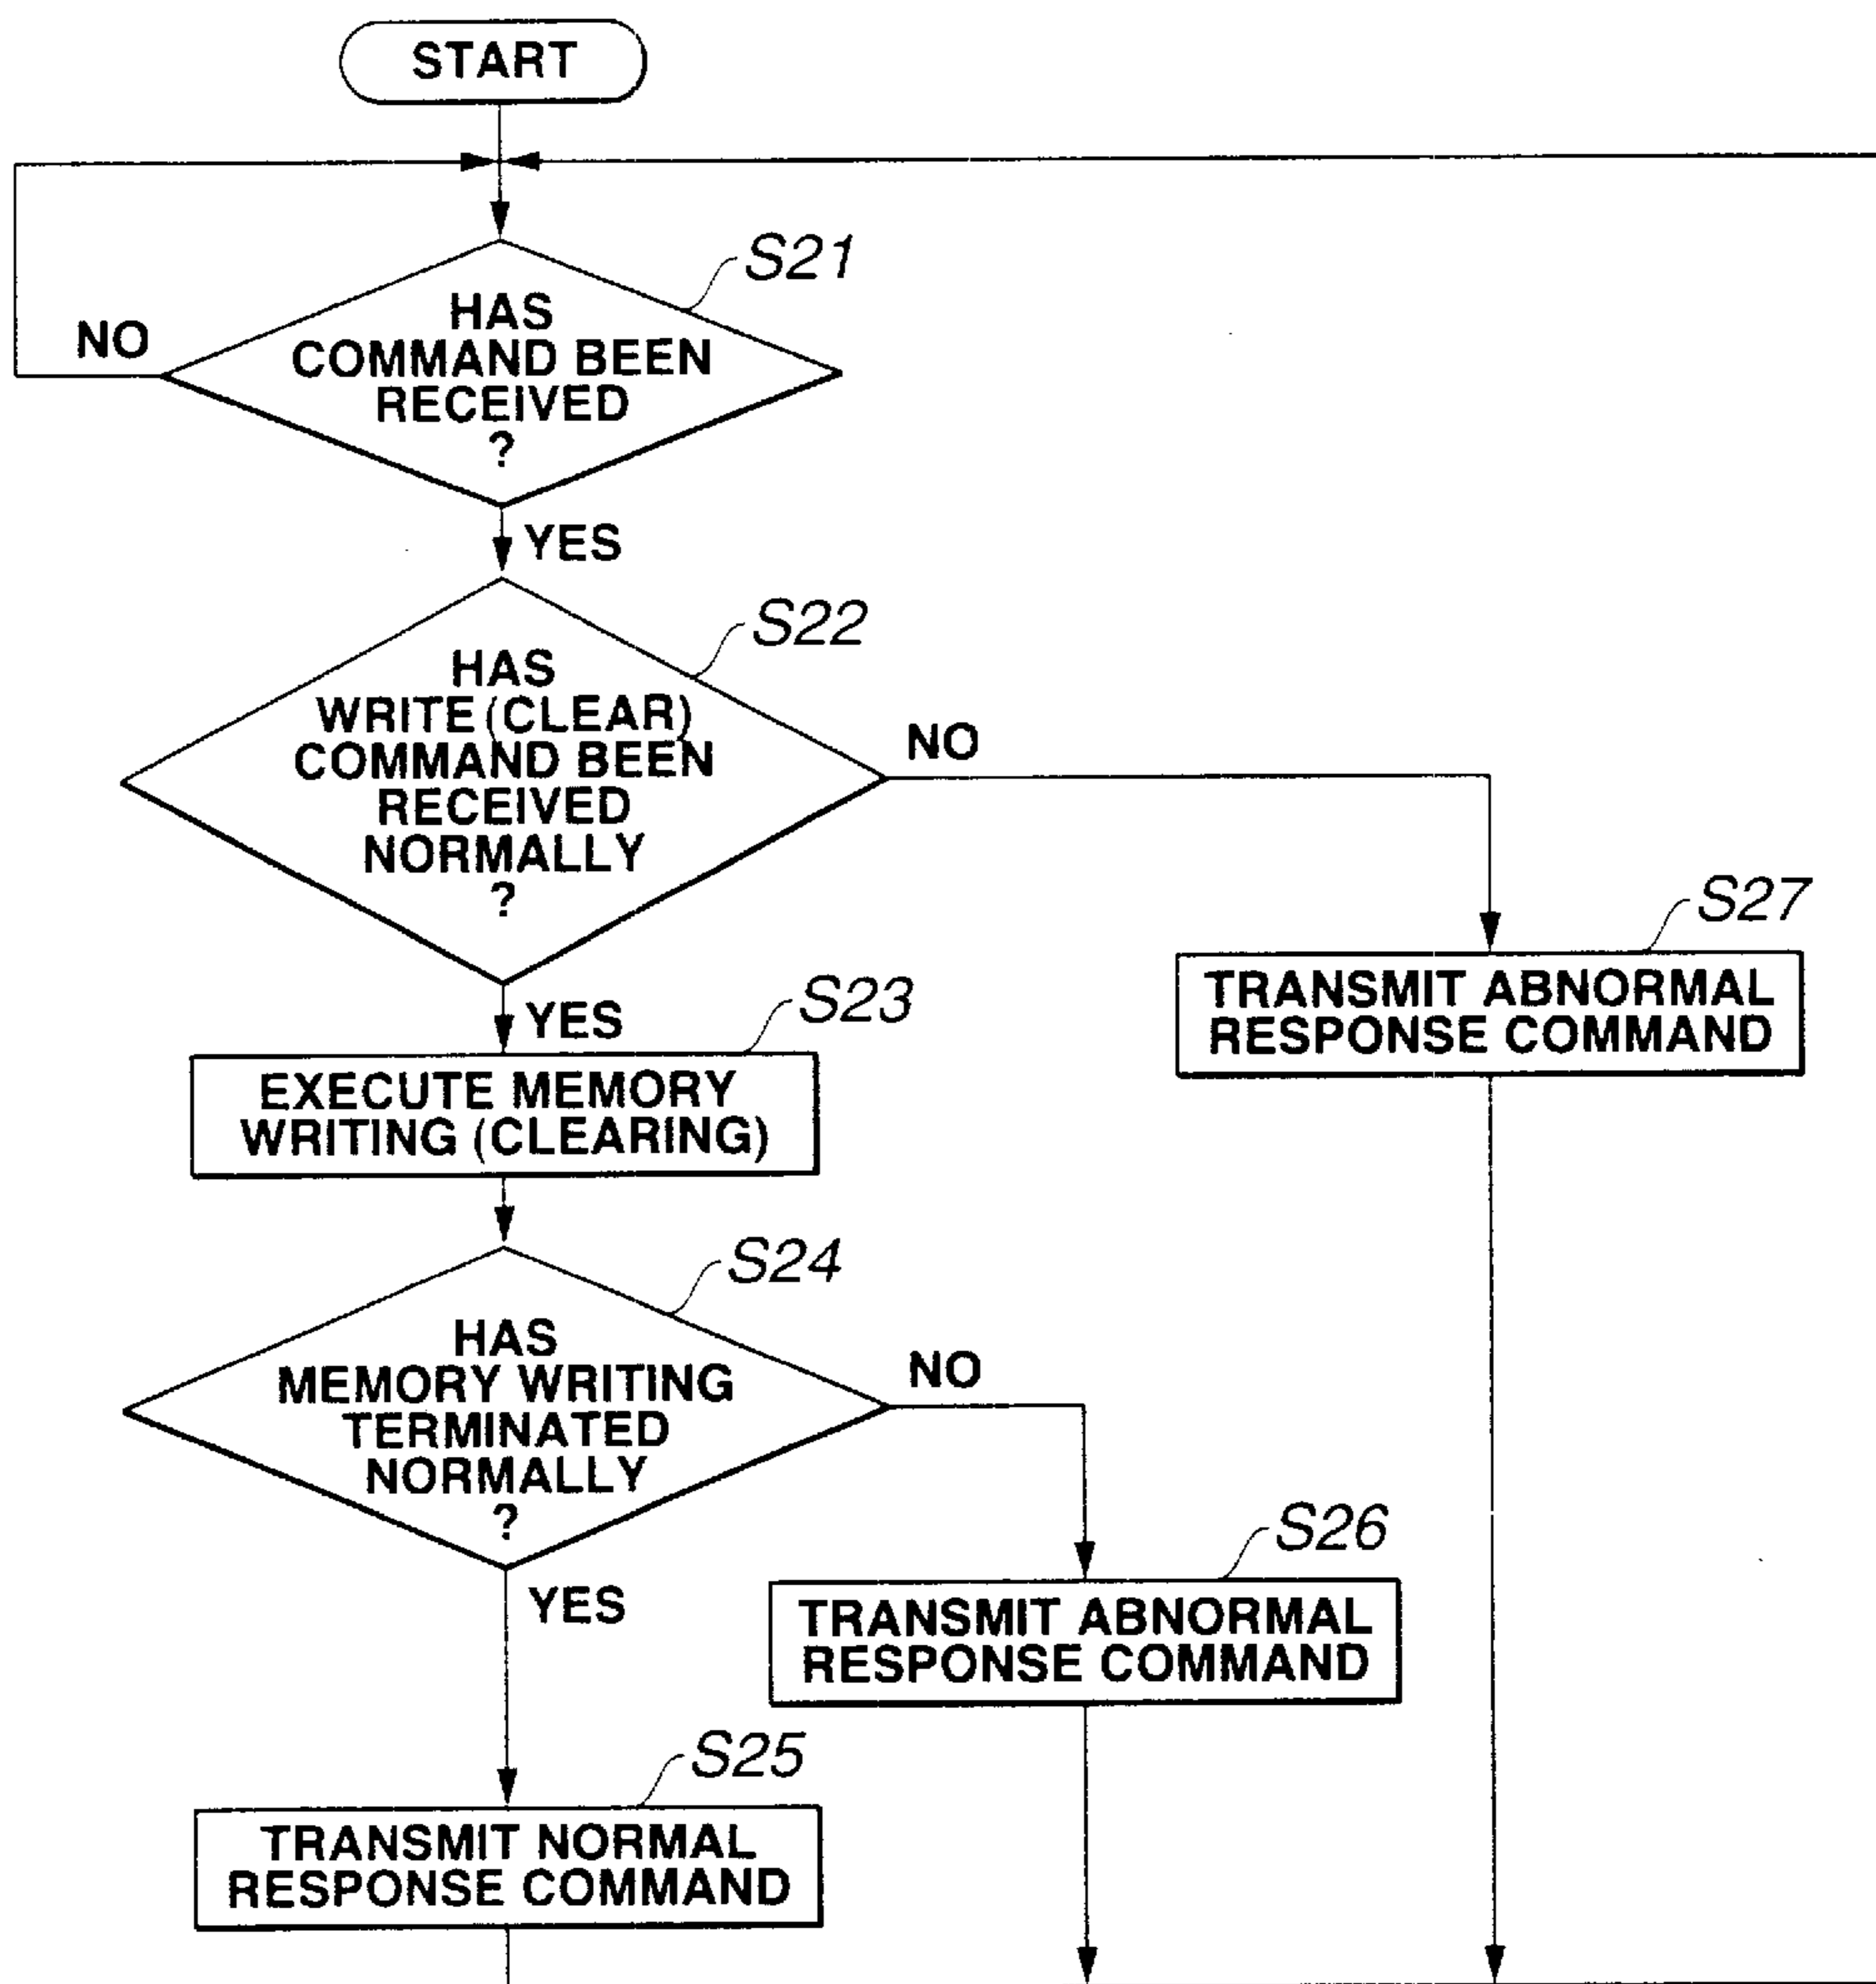 START
S21
HAS
COMMAND BEEN
RECEIVED
?
NO
YES
S22
HAS
WRITE (CLEAR)
COMMAND BEEN
RECEIVED
NORMALLY
?
NO
YES
S27
TRANSMIT ABNORMAL
RESPONSE COMMAND
S23
EXECUTE MEMORY
WRITING (CLEARING)
S24
HAS
MEMORY WRITING
TERMINATED
NORMALLY
?
NO
YES
S26
TRANSMIT ABNORMAL
RESPONSE COMMAND
S25
TRANSMIT NORMAL
RESPONSE COMMAND